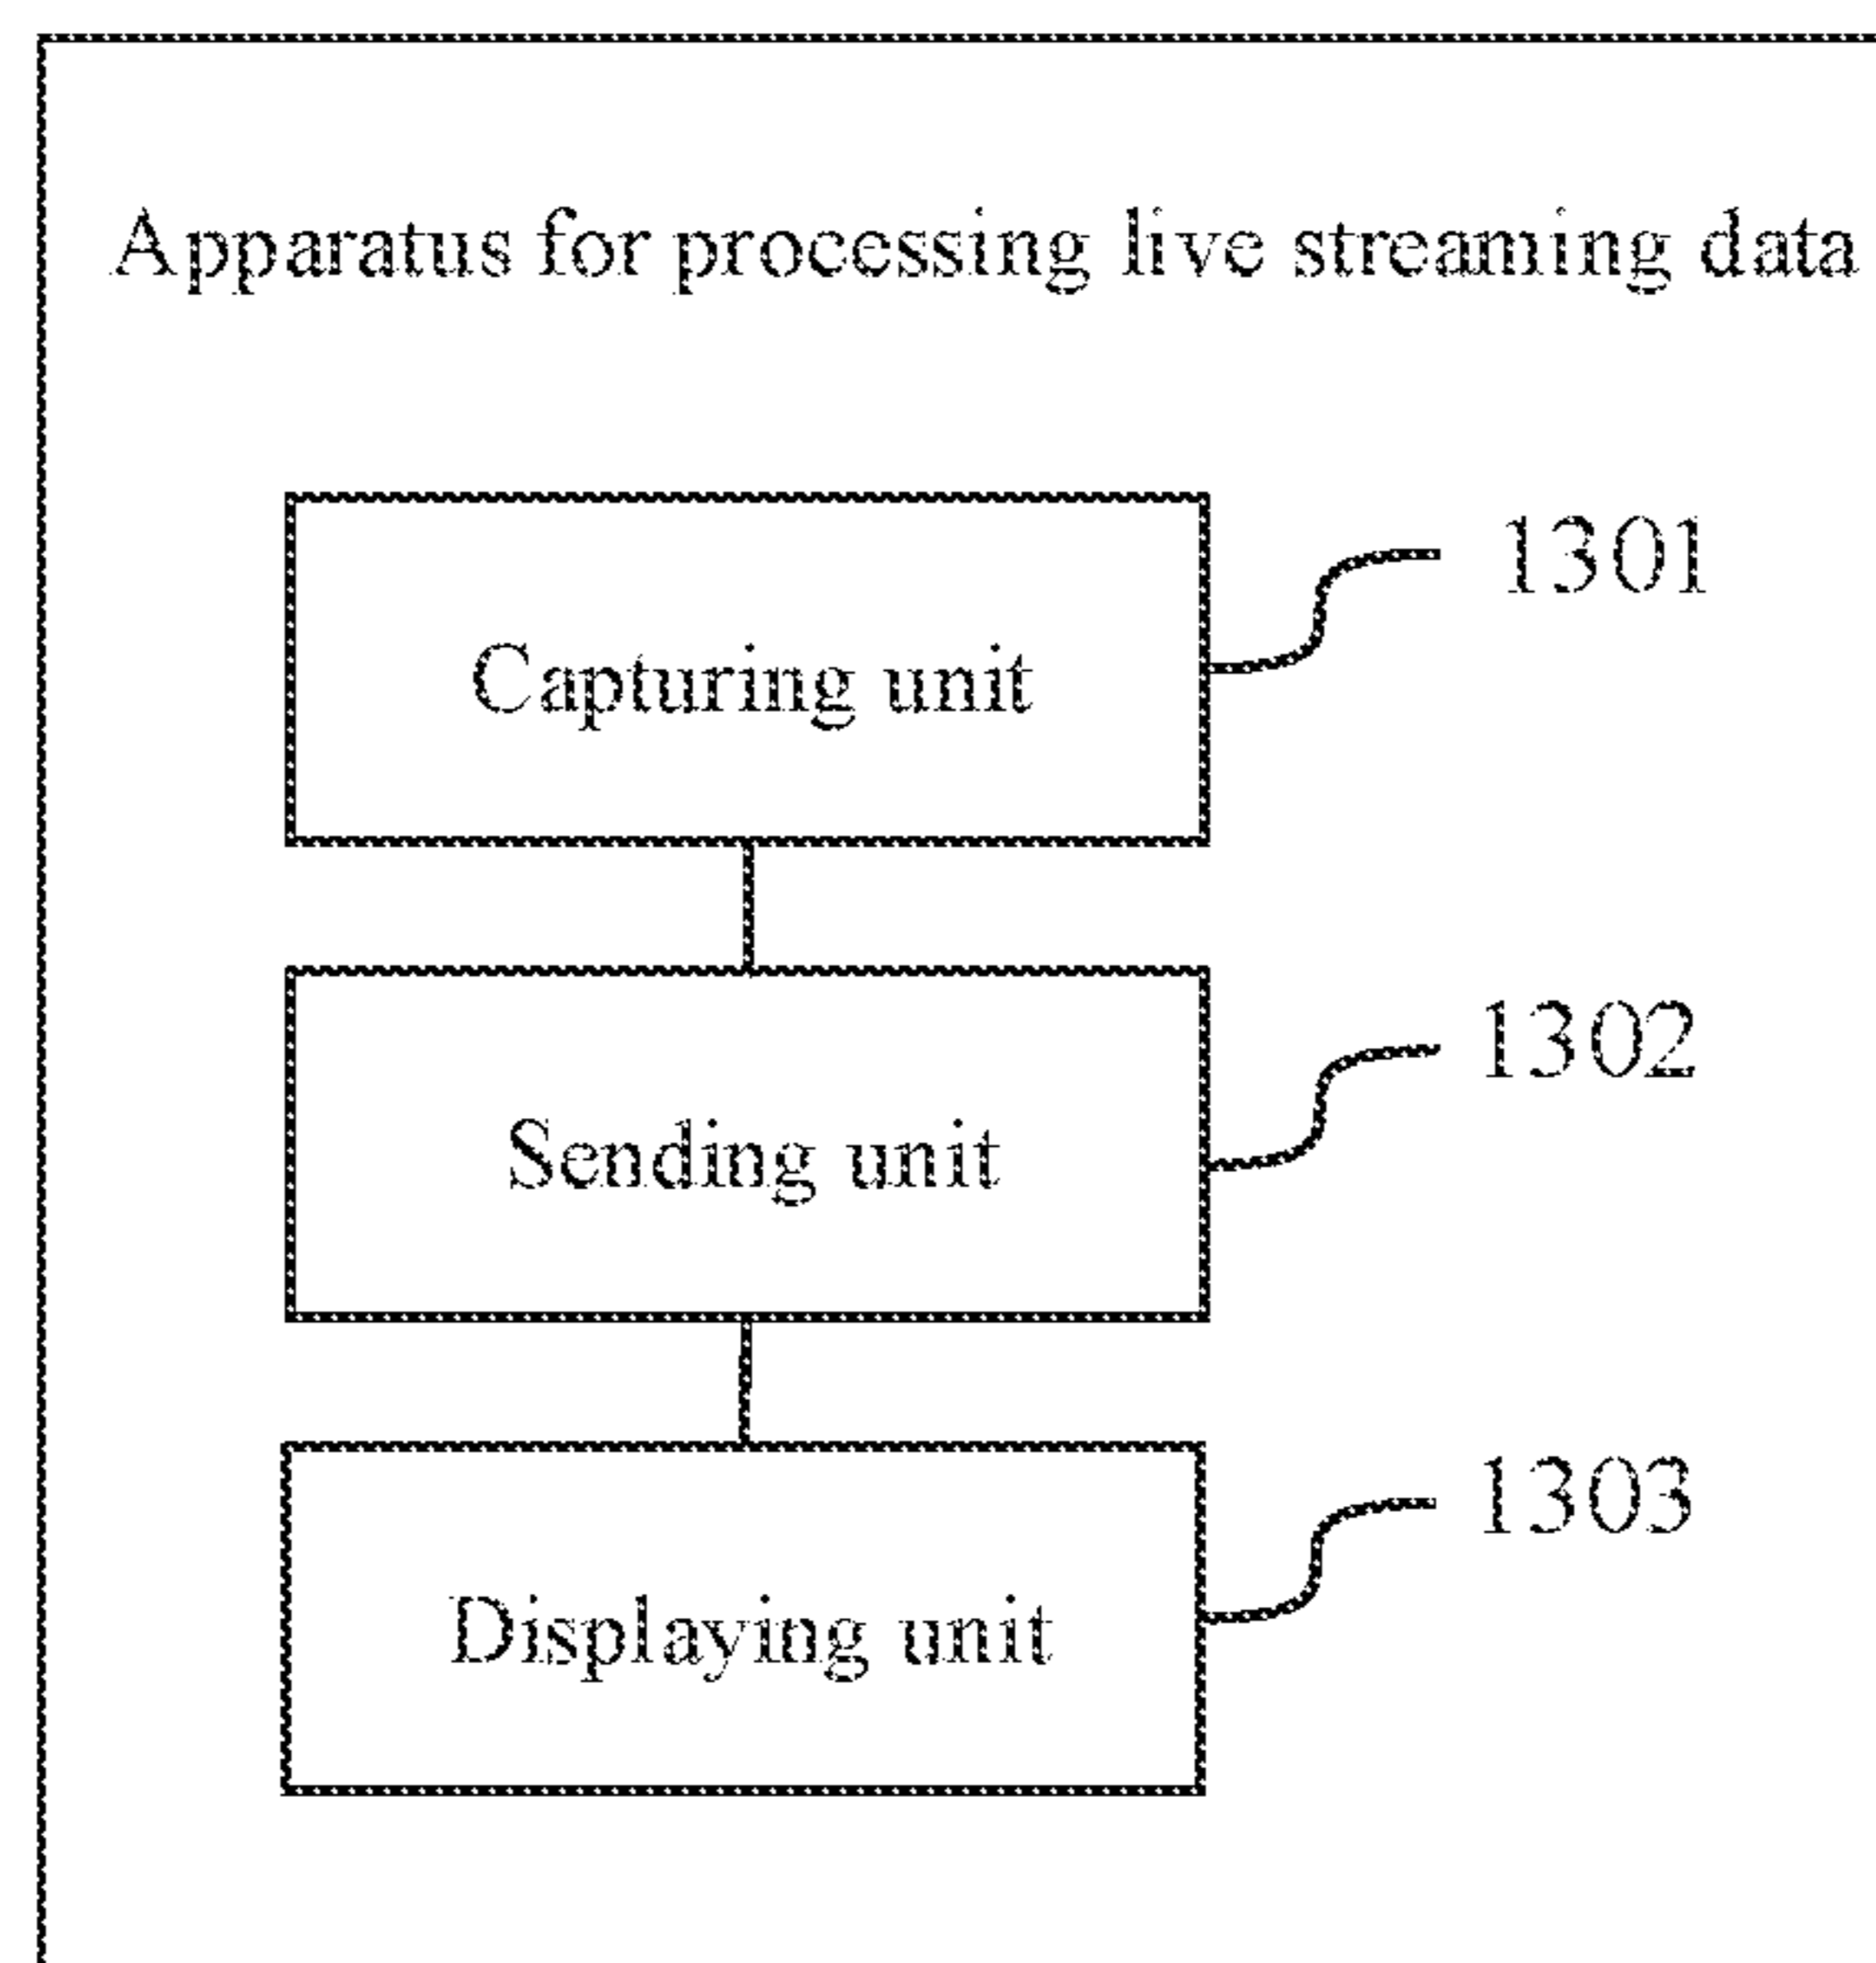 Apparatus for processing live streaming data
1301
Capturing unit
1302
Sending unit
1303
Displaying unit